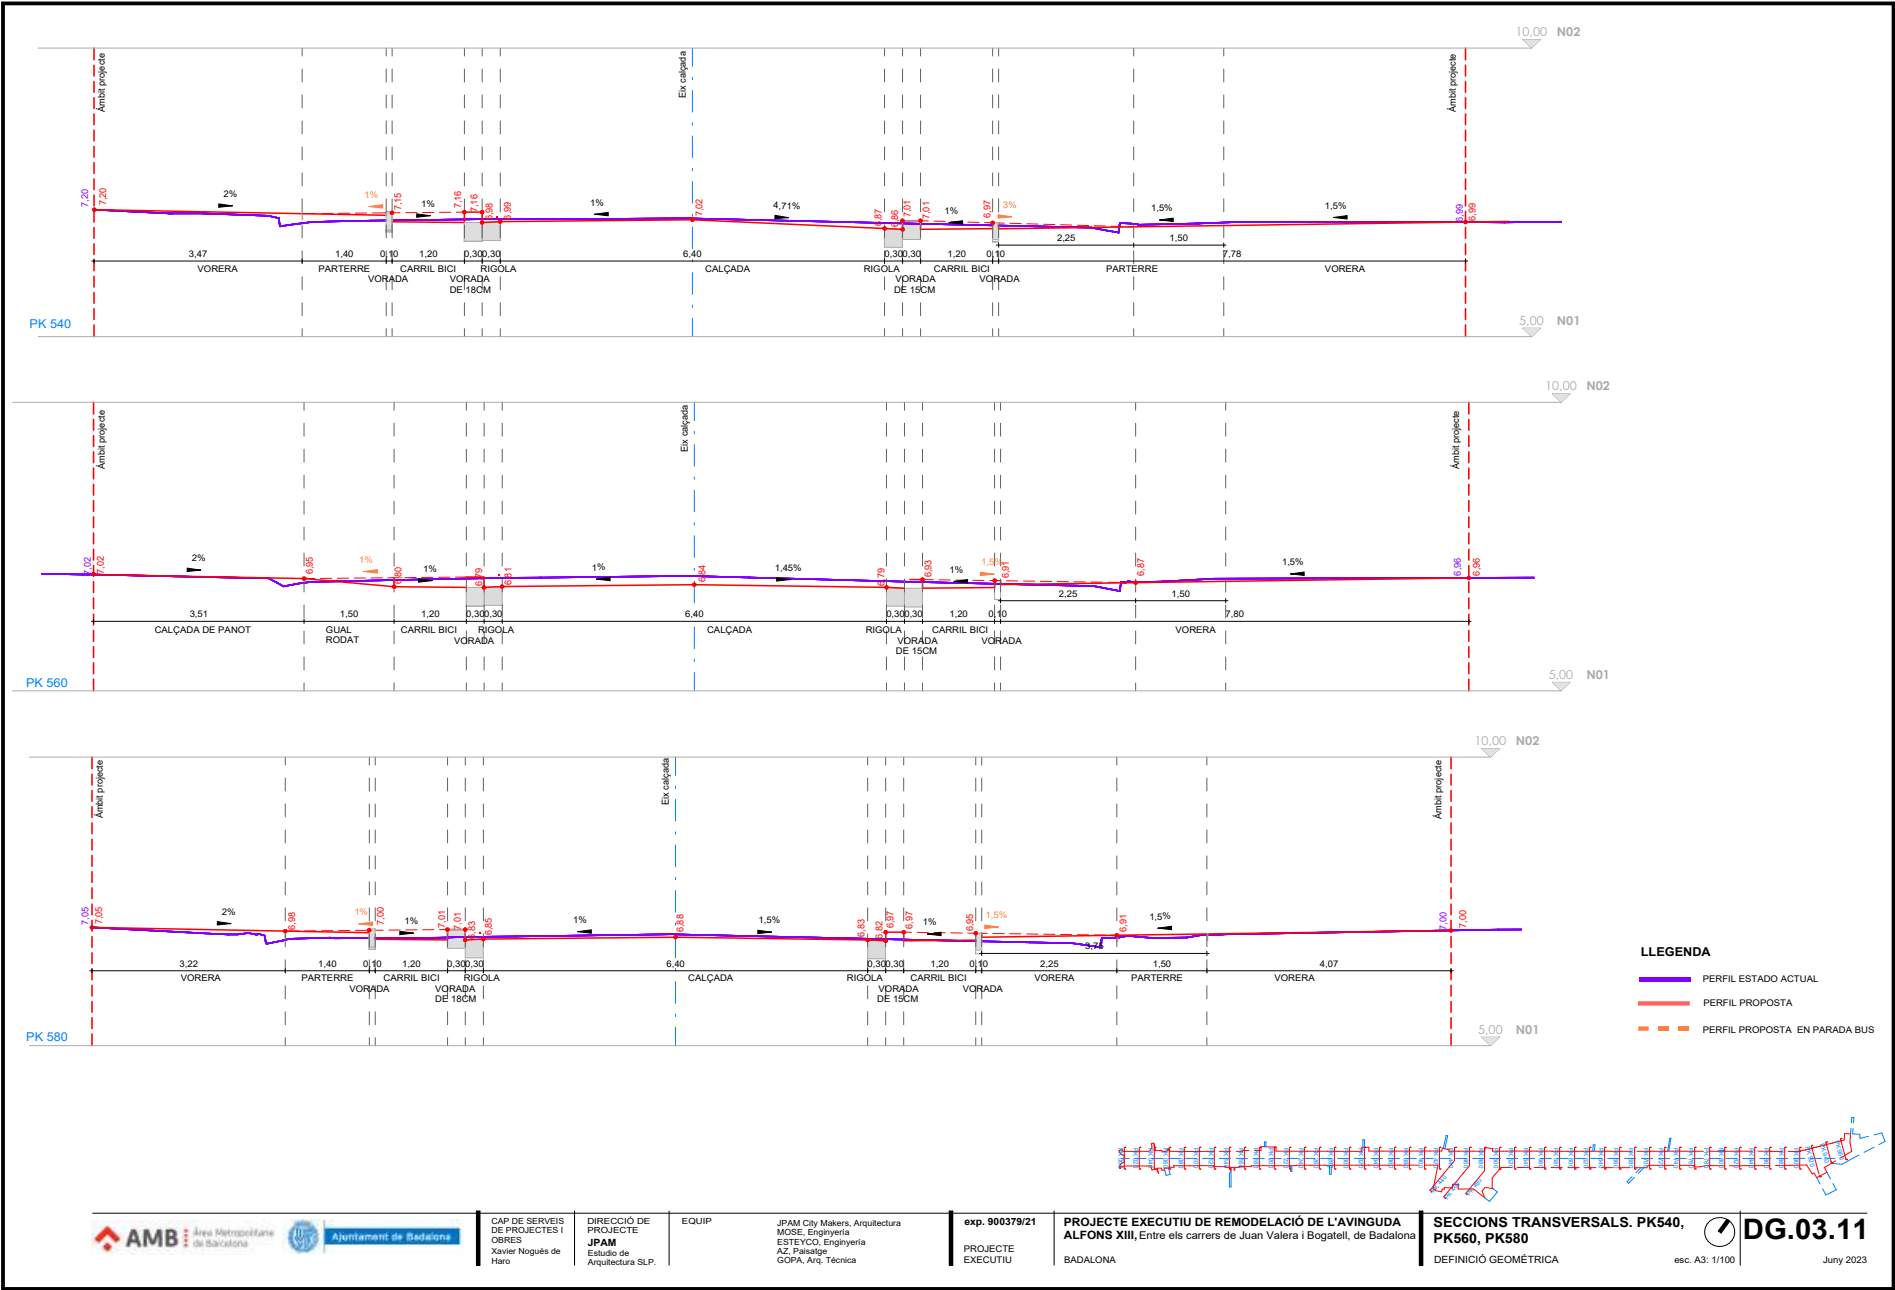 10,00 N02
Àmbit projecte
Eix calçada
Àmbit projecte
7,20
7,20
2%
1%
7,15
1%
7,16
7,16
6,98
6,99
1%
7,02
4,71%
6,87
6,86
7,01
7,01
1%
6,97
3%
1,5%
1,5%
6,99
6,99
2,25
1,50
3,47
1,40
0,10
1,20
0,30
0,30
6,40
0,30
0,30
1,20
0,10
7,78
VORERA
PARTERRE
VORADA
CARRIL BICI
VORADA
DE 18CM
RIGOLA
CALÇADA
RIGOLA
VORADA
DE 15CM
CARRIL BICI
VORADA
PARTERRE
VORERA
PK 540
5,00 N01
10,00 N02
Àmbit projecte
Eix calçada
Àmbit projecte
7,02
7,02
2%
6,95
1%
6,80
1%
6,79
6,81
1%
6,84
1,45%
6,79
6,93
1%
1,5%
6,91
6,87
1,5%
6,96
6,96
2,25
1,50
3,51
1,50
1,20
0,30
0,30
6,40
0,30
0,30
1,20
0,10
7,80
CALÇADA DE PANOT
GUAL
RODAT
CARRIL BICI
VORADA
RIGOLA
CALÇADA
RIGOLA
VORADA
DE 15CM
CARRIL BICI
VORADA
VORERA
PK 560
5,00 N01
10,00 N02
Àmbit projecte
Eix calçada
Àmbit projecte
7,05
7,05
2%
6,98
1%
7,00
1%
7,01
7,01
6,83
6,85
1%
6,88
1,5%
6,83
6,82
6,97
6,97
1%
6,95
1,5%
6,91
1,5%
7,00
7,00
3,75
3,22
1,40
0,10
1,20
0,30
0,30
6,40
0,30
0,30
1,20
0,10
2,25
1,50
4,07
VORERA
PARTERRE
VORADA
CARRIL BICI
VORADA
DE 18CM
RIGOLA
CALÇADA
RIGOLA
VORADA
DE 15CM
CARRIL BICI
VORADA
VORERA
PARTERRE
VORERA
PK 580
5,00 N01
LLEGENDA
PERFIL ESTADO ACTUAL
PERFIL PROPOSTA
PERFIL PROPOSTA EN PARADA BUS
AMB
Àrea Metropolitana
de Barcelona
Ajuntament de Badalona
CAP DE SERVEIS
DE PROJECTES I
OBRES
Xavier Nogués de
Haro
DIRECCIÓ DE
PROJECTE
JPAM
Estudio de
Arquitectura SLP.
EQUIP
JPAM City Makers, Arquitectura
MOSE, Enginyeria
ESTEYCO, Enginyería
AZ, Paisatge
GOPA, Arq. Técnica
exp. 900379/21
PROJECTE
EXECUTIU
PROJECTE EXECUTIU DE REMODELACIÓ DE L'AVINGUDA
ALFONS XIII, Entre els carrers de Juan Valera i Bogatell, de Badalona
BADALONA
SECCIONS TRANSVERSALS. PK540,
PK560, PK580
DEFINICIÓ GEOMÈTRICA
esc. A3: 1/100
DG.03.11
Juny 2023